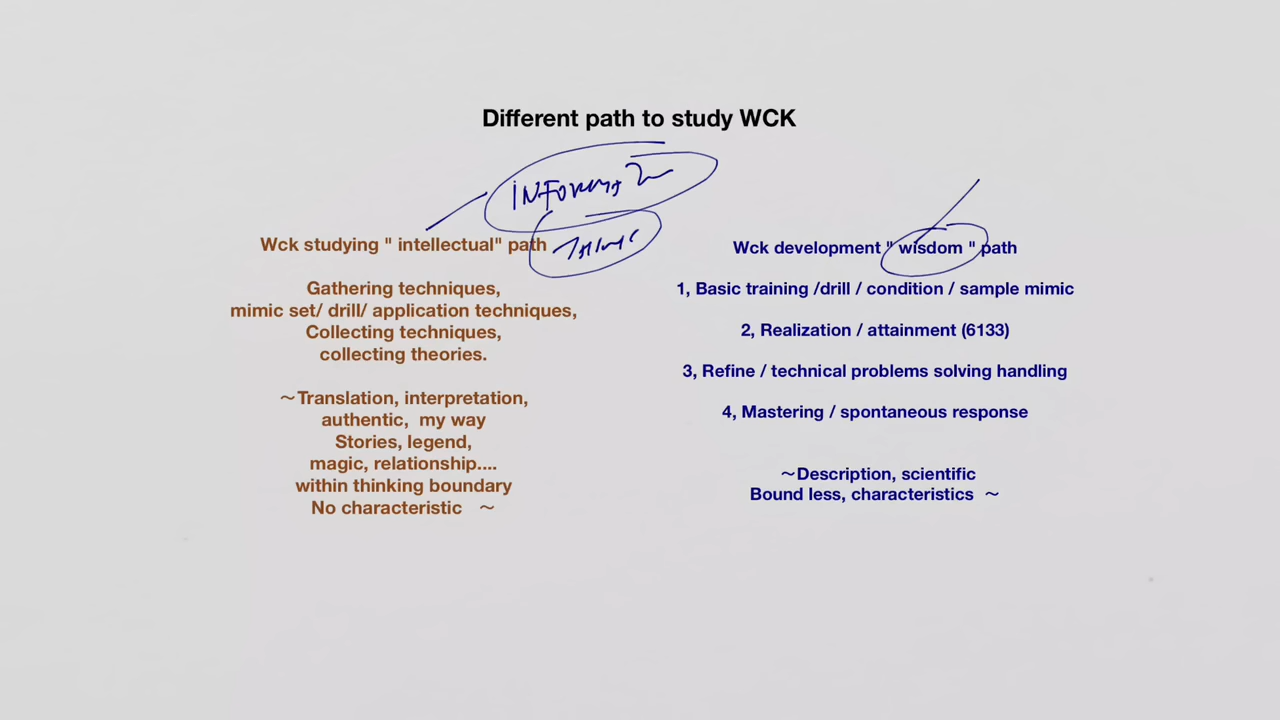 Different path to study WCK
Wck studying " intellectual" path
Gathering techniques,
mimic set/ drill/ application techniques,
Collecting techniques,
collecting theories.
～Translation, interpretation,
authentic,  my way
Stories, legend,
magic, relationship....
within thinking boundary
No characteristic  ～
Wck development " wisdom " path
1, Basic training /drill / condition / sample mimic
2, Realization / attainment (6133)
3, Refine / technical problems solving handling
4, Mastering / spontaneous response
～Description, scientific
Bound less, characteristics  ～